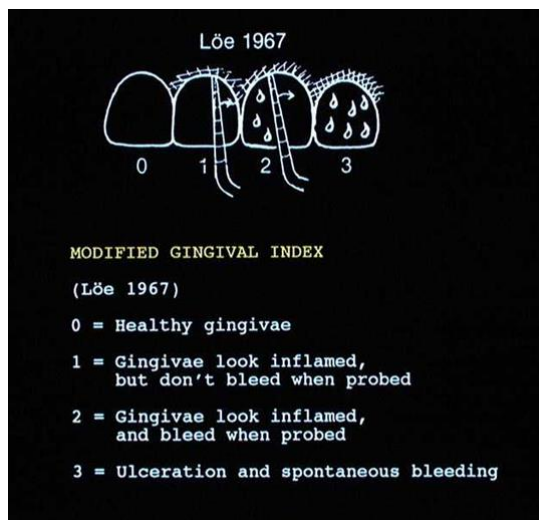 Löe 1967
0 1 2 3
MODIFIED GINGIVAL INDEX
(Löe 1967)
0 = Healthy gingivae
1 = Gingivae look inflamed,
but don't bleed when probed
2 = Gingivae look inflamed,
and bleed when probed
3 = Ulceration and spontaneous bleeding